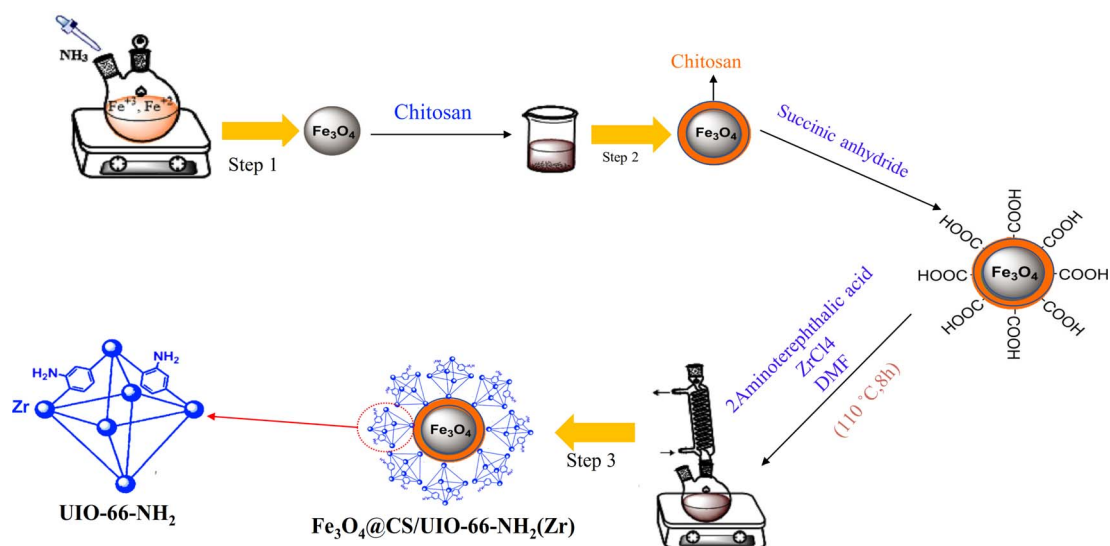 NH₃
Fe⁺³, Fe⁺²
Step 1
Fe₃O₄
Chitosan
Step 2
Chitosan
Fe₃O₄
Succinic anhydride
COOH
HOOC
COOH
HOOC
Fe₃O₄
COOH
HOOC
COOH
COOH
2Aminoterephthalic acid
ZrCl4
DMF
(110 °C,8h)
Step 3
Fe₃O₄
Fe₃O₄@CS/UIO-66-NH₂(Zr)
H₂N
NH₂
Zr
UIO-66-NH₂